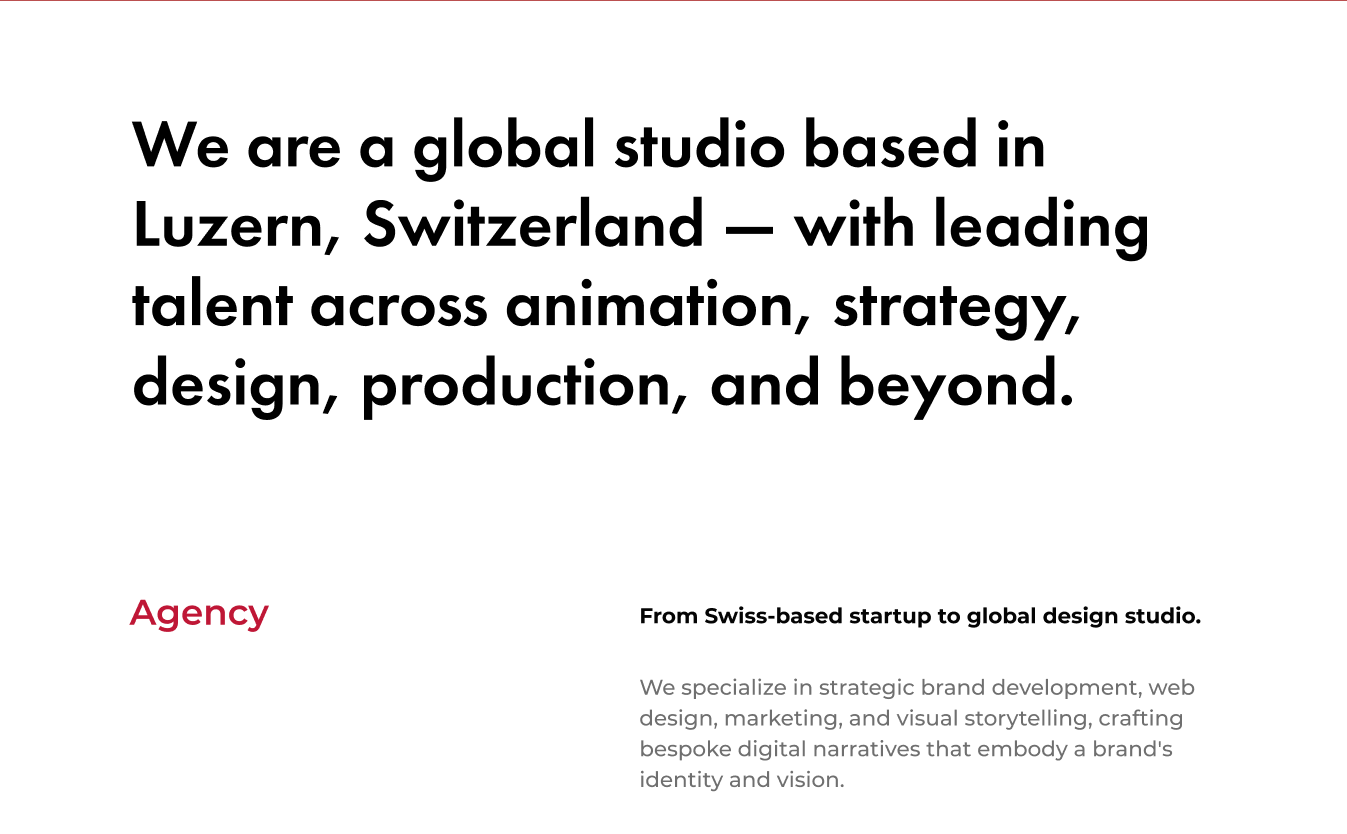 We are a global studio based in
Luzern, Switzerland — with leading
talent across animation, strategy,
design, production, and beyond.
Agency
From Swiss-based startup to global design studio.
We specialize in strategic brand development, web
design, marketing, and visual storytelling, crafting
bespoke digital narratives that embody a brand's
identity and vision.